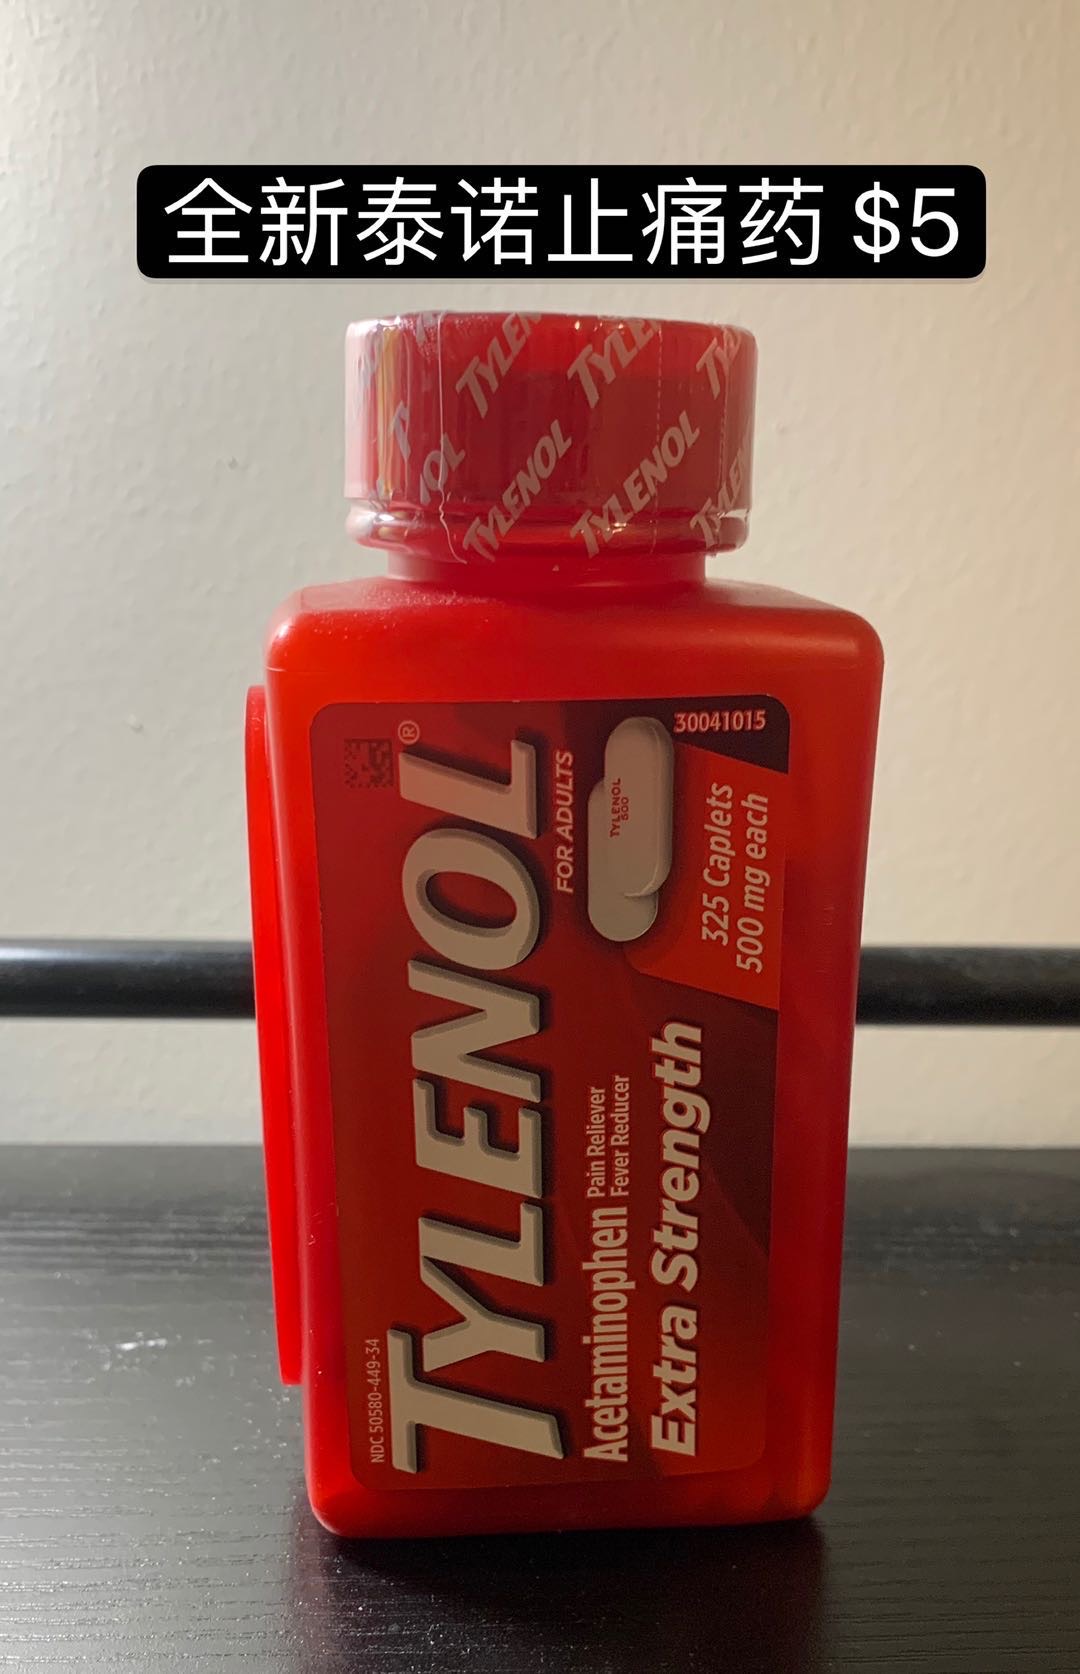 全新泰诺止痛药 $5
TYLENOL TYLENOL
TYLENOL TYLENOL
NDC 50580-449-34
TYLENOL®
FOR ADULTS
Acetaminophen Pain Reliever
Fever Reducer
Extra Strength
TYLENOL
500
325 Caplets
500 mg each
30041015